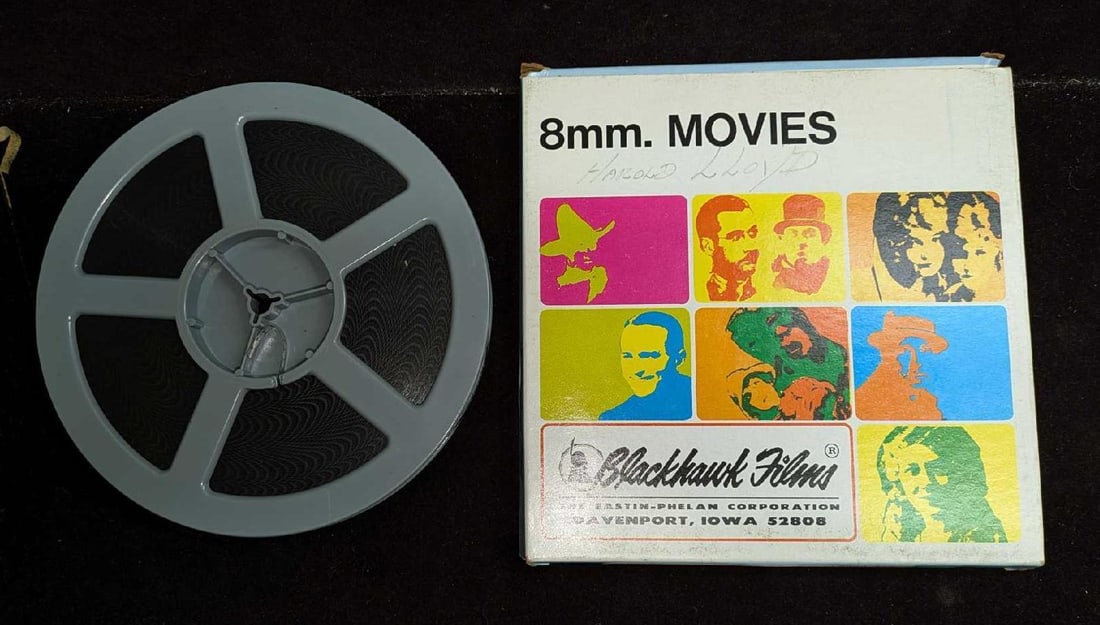 8mm. MOVIES
HAROLD LLOYD
Blackhawk Films ®
THE EASTIN-PHELAN CORPORATION
DAVENPORT, IOWA 52808